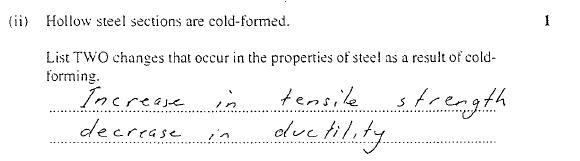 (ii) Hollow steel sections are cold-formed. 1
List TWO changes that occur in the properties of steel as a result of cold-
forming.
Increase in tensile strength
decrease in ductility